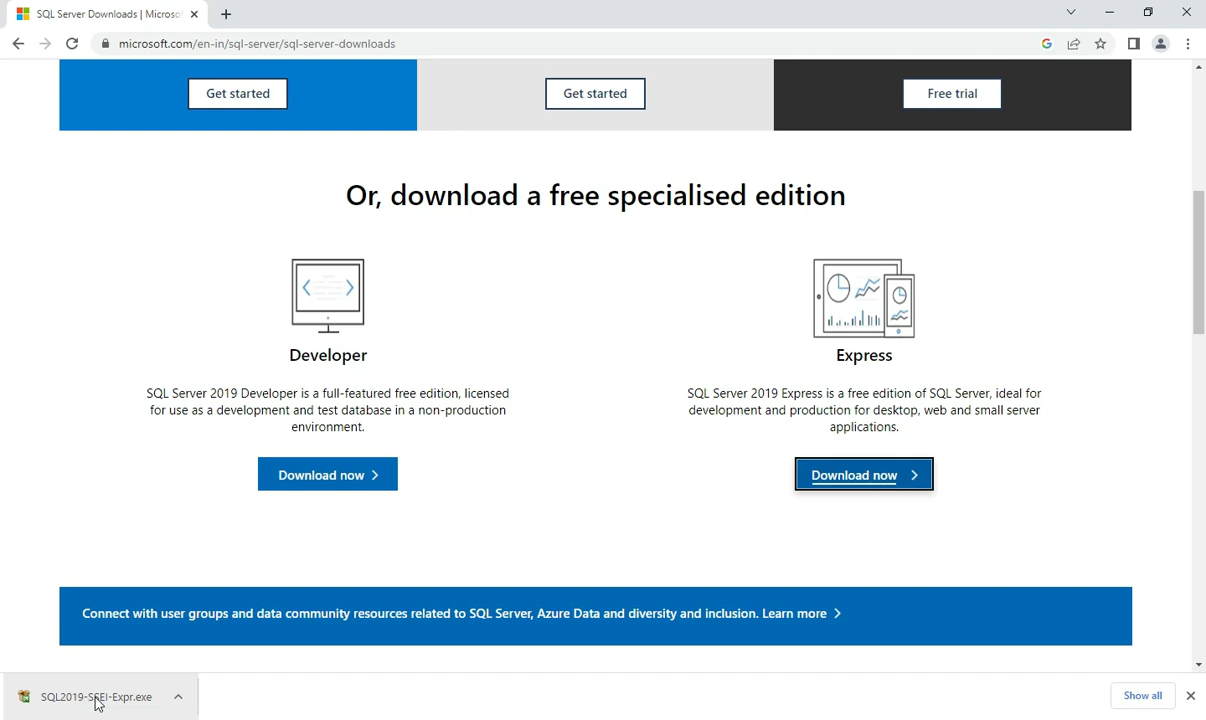 SQL Server Downloads | Microso
microsoft.com/en-in/sql-server/sql-server-downloads
Get started
Get started
Free trial
Or, download a free specialised edition
Developer
SQL Server 2019 Developer is a full-featured free edition, licensed
for use as a development and test database in a non-production
environment.
Download now
Express
SQL Server 2019 Express is a free edition of SQL Server, ideal for
development and production for desktop, web and small server
applications.
Download now
Connect with user groups and data community resources related to SQL Server, Azure Data and diversity and inclusion. Learn more
SQL2019-SSEI-Expr.exe
Show all